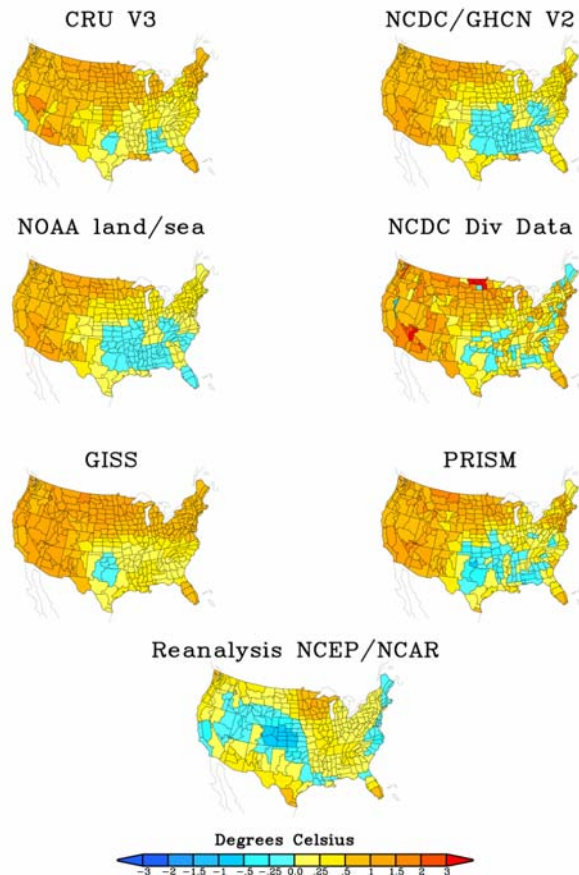 CRU V3 NCDC/GHCN V2
NOAA land/sea NCDC Div Data
GISS PRISM
Reanalysis NCEP/NCAR
Degrees Celsius
-3 -2 -1.5 -1 -.5 -.25 0.0 .25 .5 1 1.5 2 3